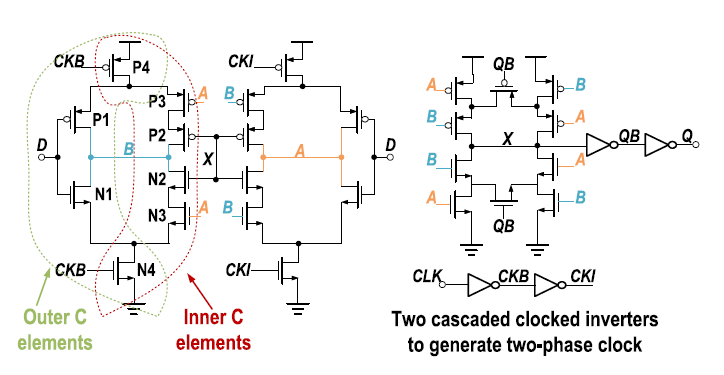 CKB
P4
P3
A
P1
P2
D
B
X
N1
N2
N3
A
CKB
N4
Outer C
elements
Inner C
elements
CKI
B
A
D
B
CKI
QB
A
B
B
A
X
QB
Q
B
A
A
B
QB
CLK
CKB
CKI
Two cascaded clocked inverters
to generate two-phase clock